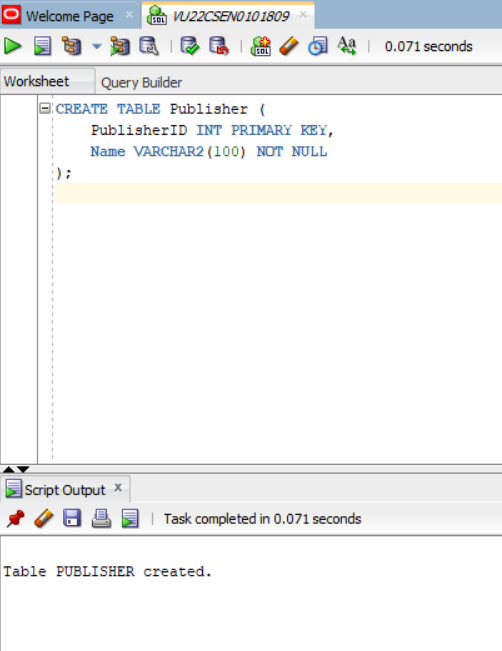 Welcome Page
VU22CSEN0101809
0.071 seconds
Worksheet
Query Builder
CREATE TABLE Publisher (
    PublisherID INT PRIMARY KEY,
    Name VARCHAR2(100) NOT NULL
);
Script Output
Task completed in 0.071 seconds
Table PUBLISHER created.